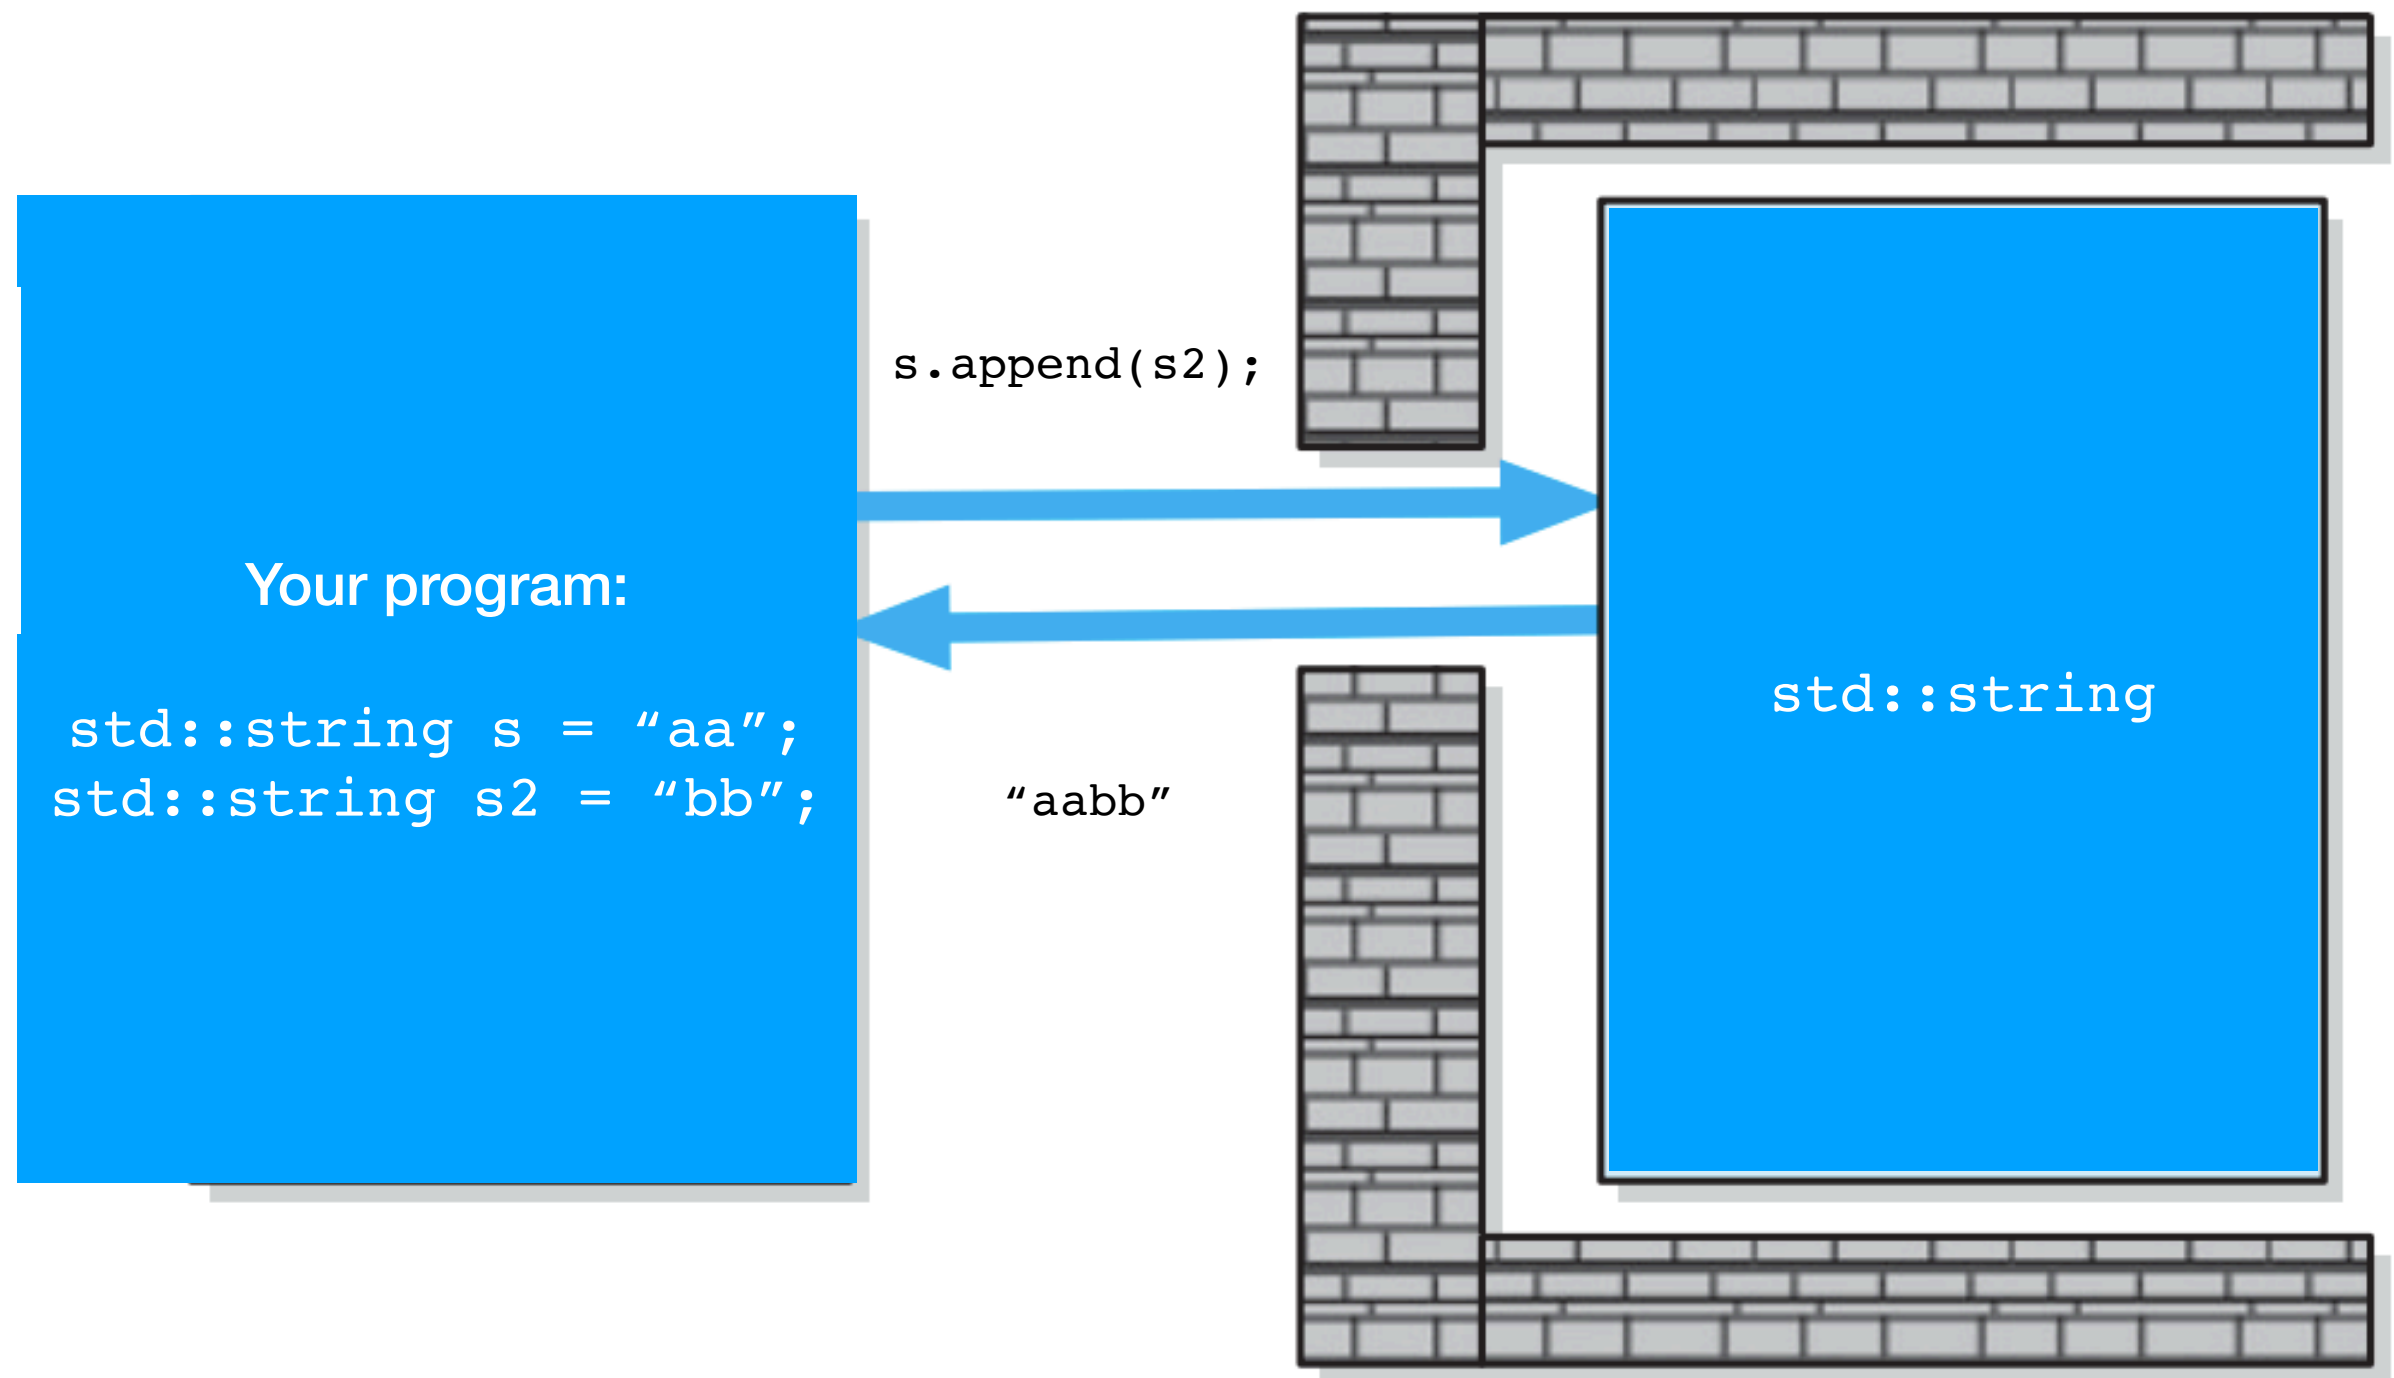 s.append(s2);
Your program:
std::string s = “aa”;
std::string s2 = “bb”;
“aabb”
std::string